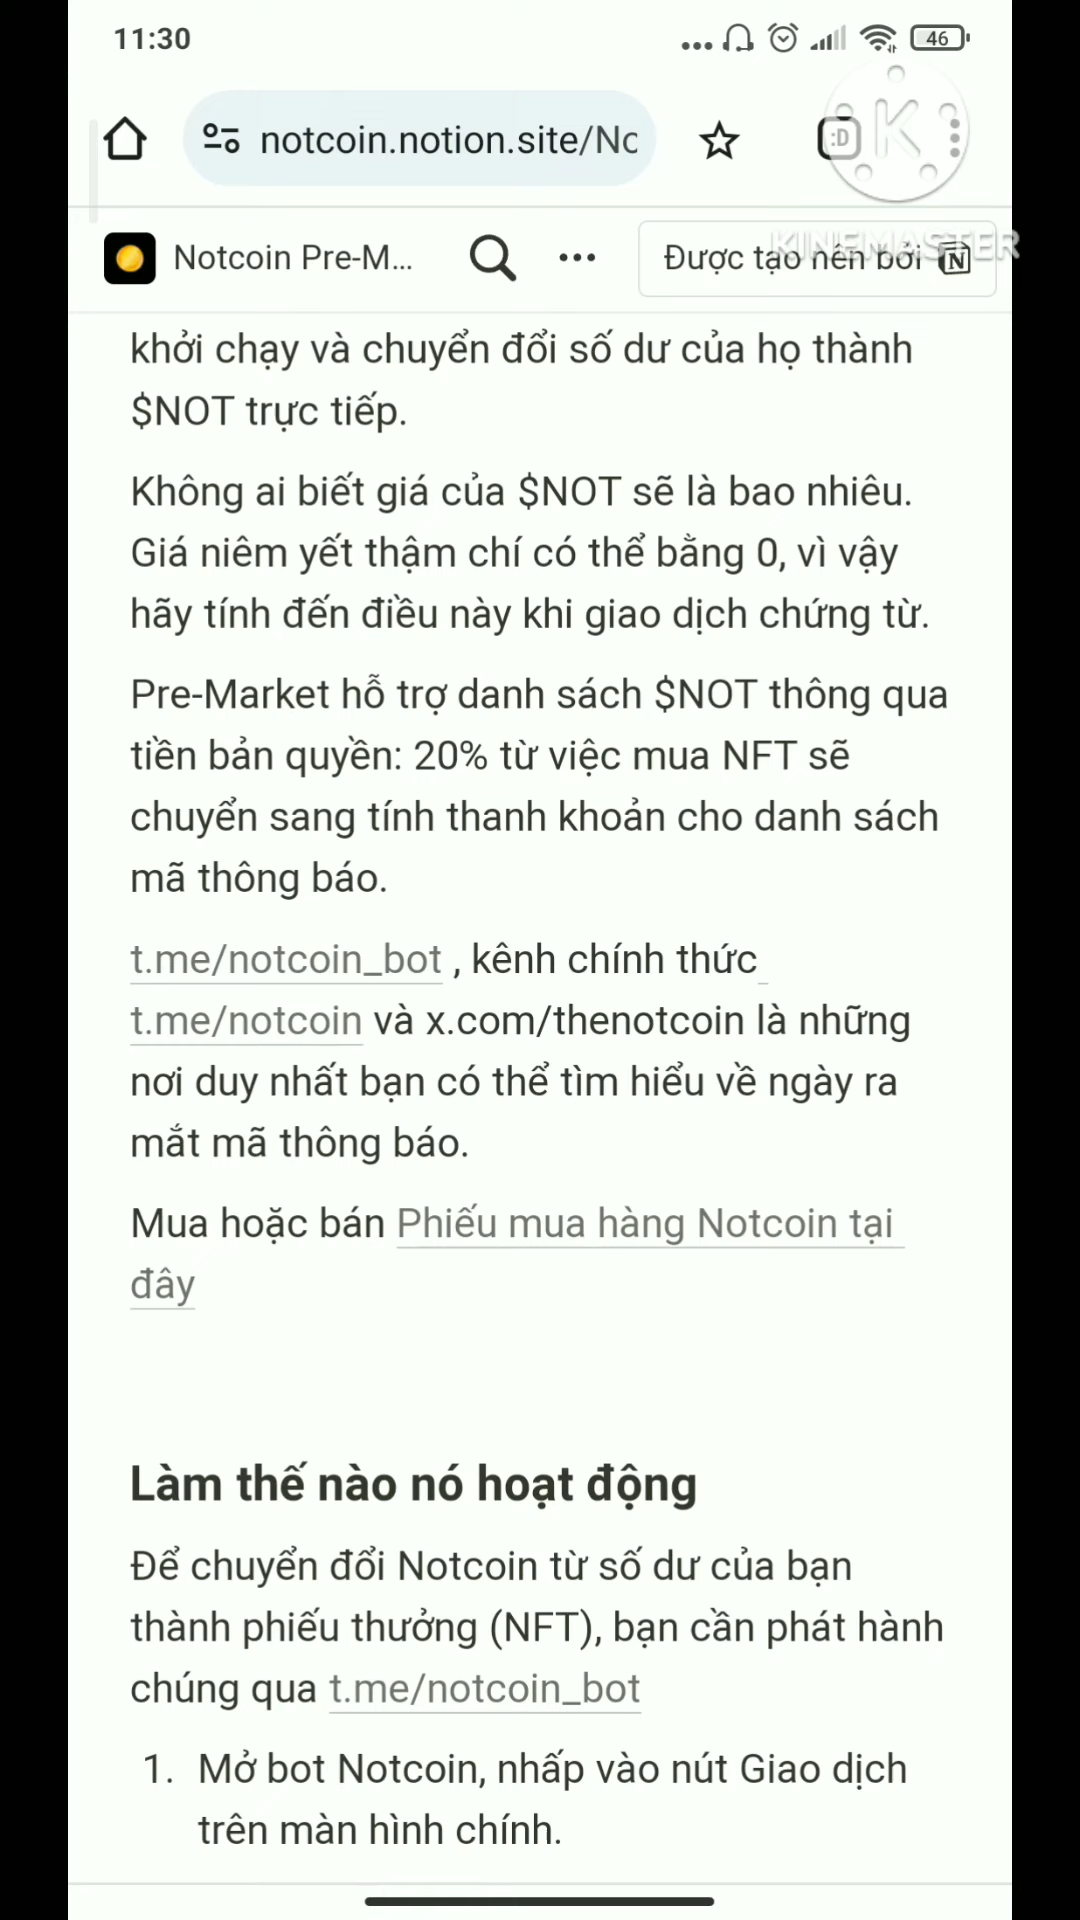 11:30
46
notcoin.notion.site/Nc
:D
K
KINEMASTER
Notcoin Pre-M...
Được tạo nên bởi N
khởi chạy và chuyển đổi số dư của họ thành
$NOT trực tiếp.
Không ai biết giá của $NOT sẽ là bao nhiêu.
Giá niêm yết thậm chí có thể bằng 0, vì vậy
hãy tính đến điều này khi giao dịch chứng từ.
Pre-Market hỗ trợ danh sách $NOT thông qua
tiền bản quyền: 20% từ việc mua NFT sẽ
chuyển sang tính thanh khoản cho danh sách
mã thông báo.
t.me/notcoin_bot , kênh chính thức
t.me/notcoin và x.com/thenotcoin là những
nơi duy nhất bạn có thể tìm hiểu về ngày ra
mắt mã thông báo.
Mua hoặc bán Phiếu mua hàng Notcoin tại
đây
Làm thế nào nó hoạt động
Để chuyển đổi Notcoin từ số dư của bạn
thành phiếu thưởng (NFT), bạn cần phát hành
chúng qua t.me/notcoin_bot
1. Mở bot Notcoin, nhấp vào nút Giao dịch
trên màn hình chính.